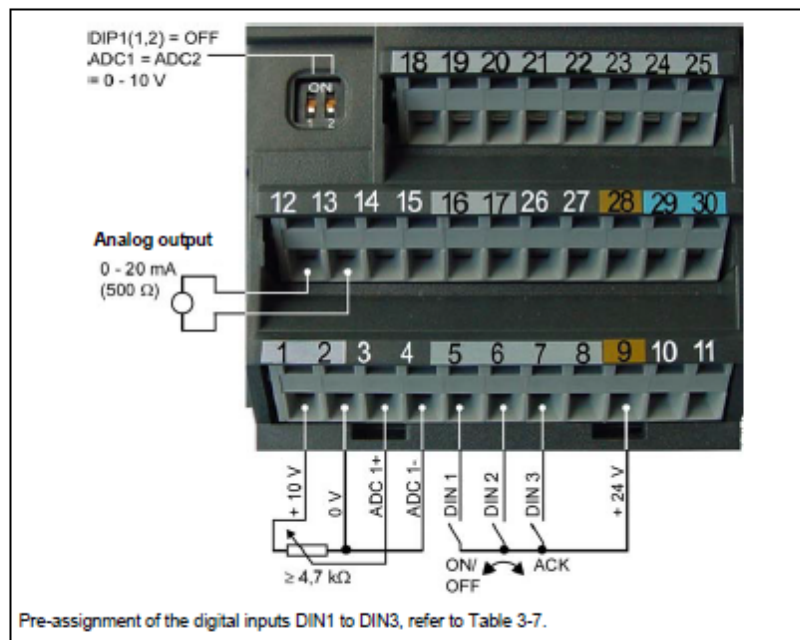 DIP1(1,2) = OFF
ADC1 = ADC2
= 0 - 10 V
ON
1 2
18 19 20 21 22 23 24 25
12 13 14 15 16 17 26 27 28 29 30
Analog output
0 - 20 mA
(500 Ω)
1 2 3 4 5 6 7 8 9 10 11
+ 10 V
0 V
ADC 1+
ADC 1-
DIN 1
DIN 2
DIN 3
+ 24 V
≥ 4,7 kΩ
ON/
OFF
ACK
Pre-assignment of the digital inputs DIN1 to DIN3, refer to Table 3-7.